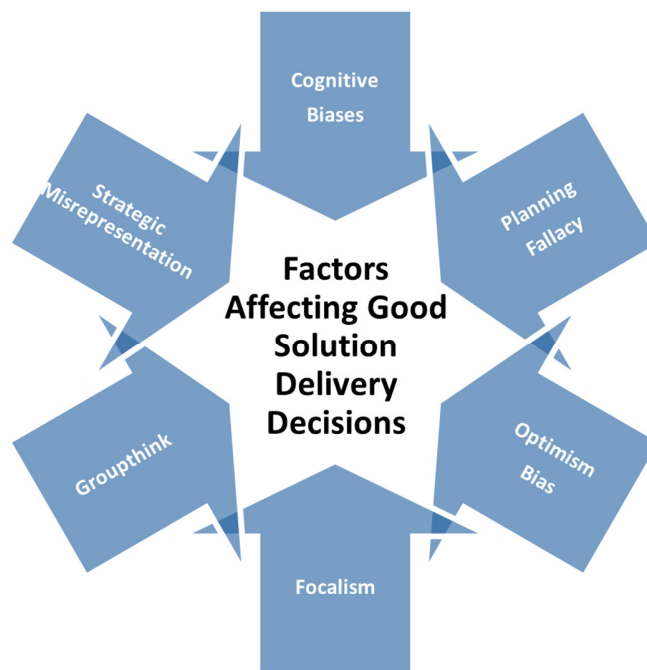 Cognitive
Biases
Planning
Fallacy
Optimism
Bias
Focalism
Groupthink
Strategic
Misrepresentation
Factors
Affecting Good
Solution
Delivery
Decisions